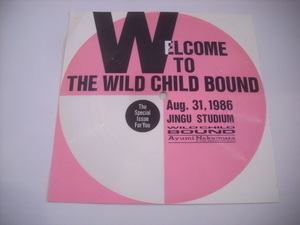 WELCOME
TO
THE WILD CHILD BOUND
The
Special
Issue
For You
Aug. 31, 1986
JINGU STUDIUM
WILD CHILD
BOUND
Ayumi Nakamura